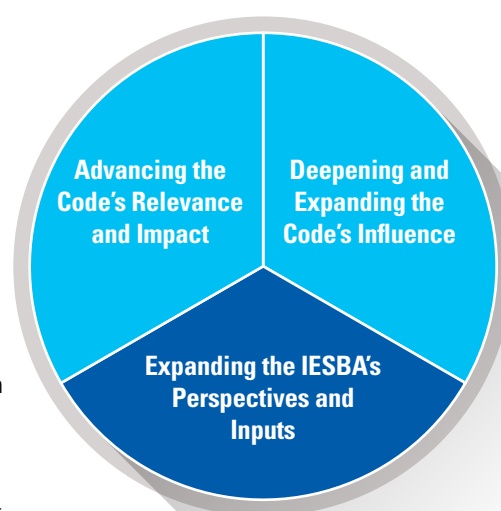 Advancing the
Code's Relevance
and Impact
Deepening and
Expanding the
Code's Influence
Expanding the IESBA's
Perspectives and
Inputs